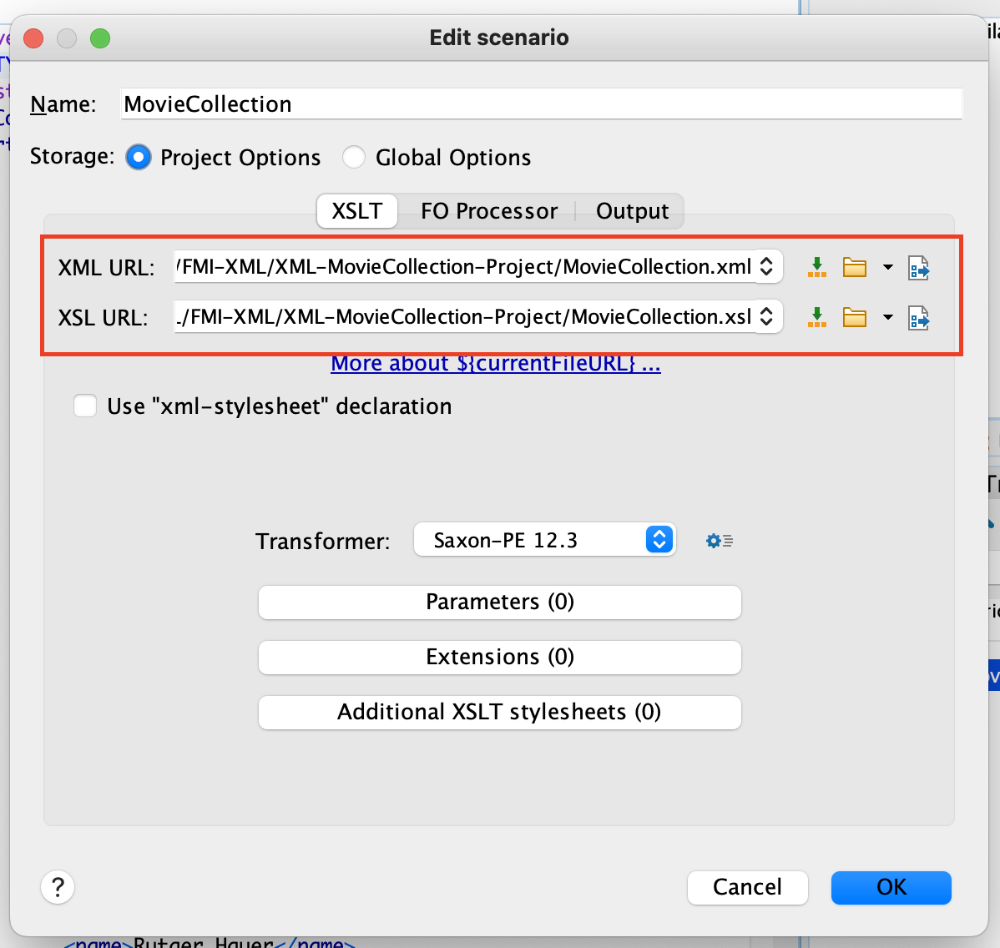 Edit scenario
Name: MovieCollection
Storage: Project Options Global Options
XSLT FO Processor Output
XML URL: /FMI-XML/XML-MovieCollection-Project/MovieCollection.xml
XSL URL: ./FMI-XML/XML-MovieCollection-Project/MovieCollection.xsl
More about ${currentFileURL} ...
Use "xml-stylesheet" declaration
Transformer: Saxon-PE 12.3
Parameters (0)
Extensions (0)
Additional XSLT stylesheets (0)
? Cancel OK
<name>Rutger Hauer</name>